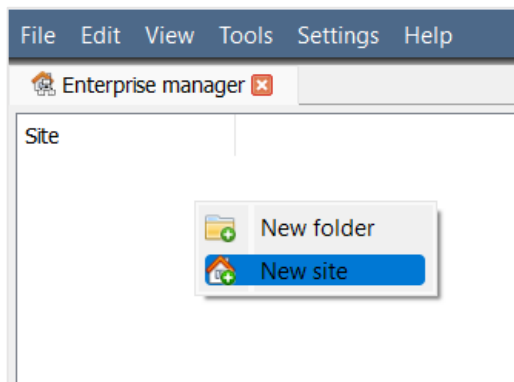 File Edit View Tools Settings Help
Enterprise manager
Site
New folder
New site